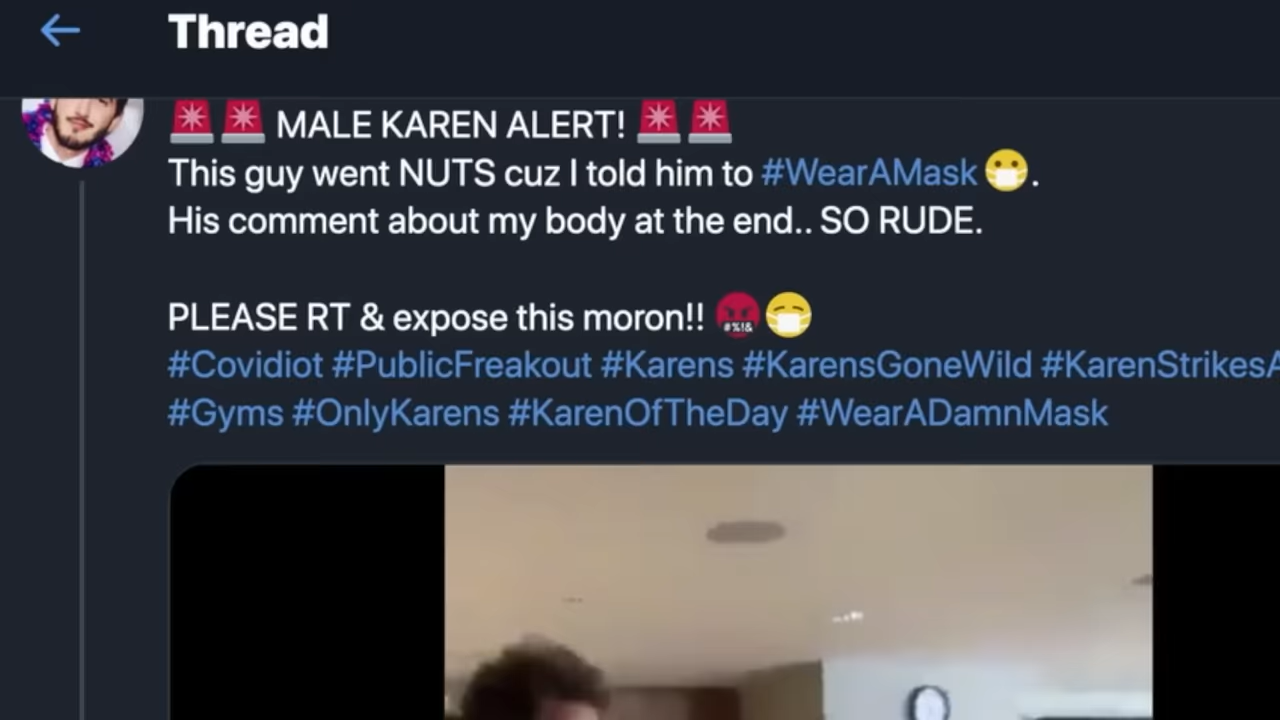 Thread
🚨🚨 MALE KAREN ALERT! 🚨🚨
This guy went NUTS cuz I told him to #WearAMask😷.
His comment about my body at the end.. SO RUDE.
PLEASE RT & expose this moron!! 🤬😷
#Covidiot #PublicFreakout #Karens #KarensGoneWild #KarenStrikesA
#Gyms #OnlyKarens #KarenOfTheDay #WearADamnMask